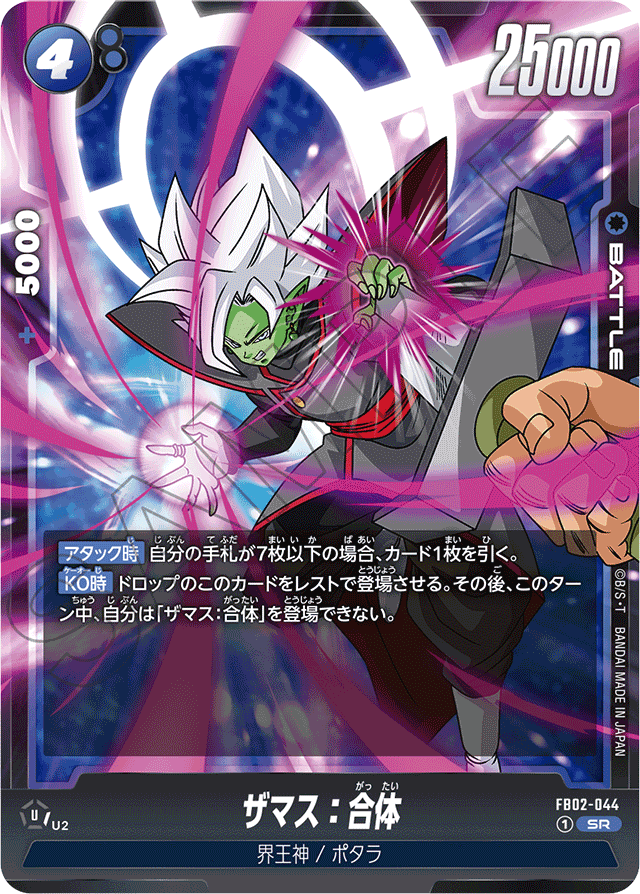 4
25000
+5000
BATTLE
SAMPLE
アタック時 自分の手札が7枚以下の場合、カード1枚を引く。
KO時 ドロップのこのカードをレストで登場させる。その後、このター
ン中、自分は「ザマス:合体」を登場できない。
©B/S・T BANDAI MADE IN JAPAN
U/U2
ザマス:合体
FB02-044
1 SR
界王神 / ポタラ